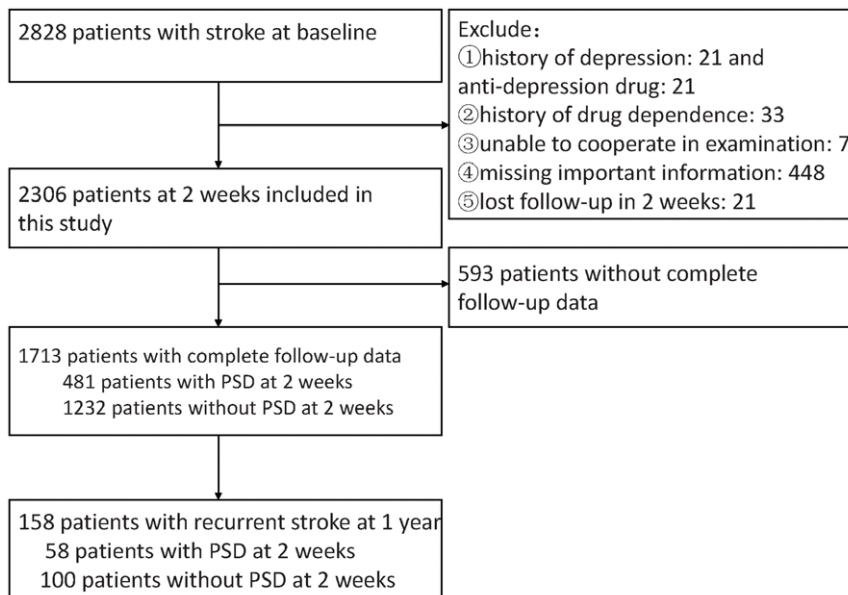 2828 patients with stroke at baseline
Exclude：
①history of depression: 21 and
anti-depression drug: 21
②history of drug dependence: 33
③unable to cooperate in examination: 7
④missing important information: 448
⑤lost follow-up in 2 weeks: 21
2306 patients at 2 weeks included in
this study
593 patients without complete
follow-up data
1713 patients with complete follow-up data
481 patients with PSD at 2 weeks
1232 patients without PSD at 2 weeks
158 patients with recurrent stroke at 1 year
58 patients with PSD at 2 weeks
100 patients without PSD at 2 weeks